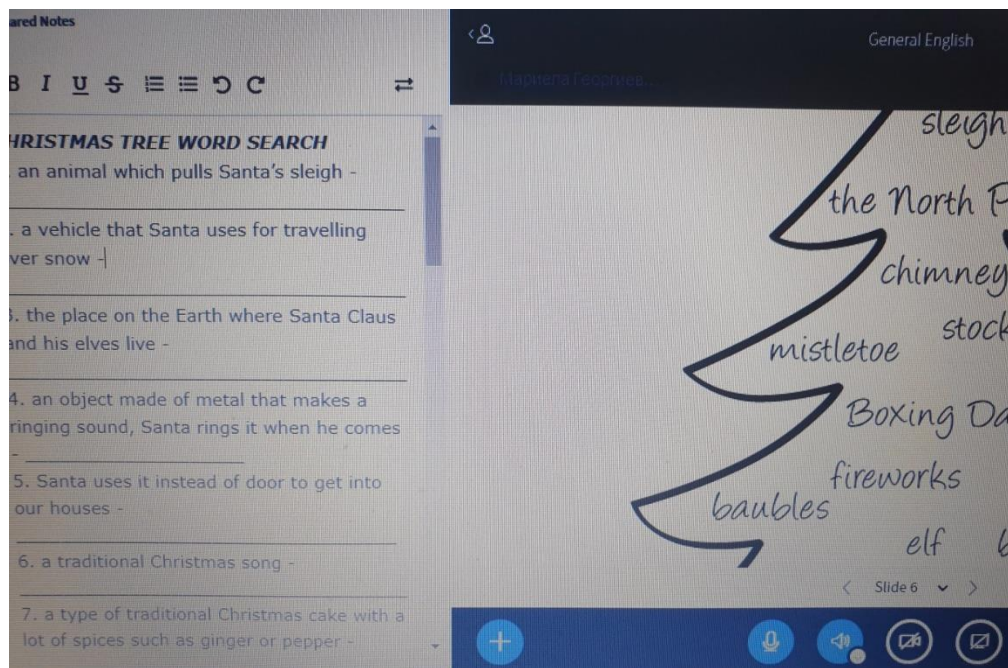 ared Notes
B I U S
HRISTMAS TREE WORD SEARCH
. an animal which pulls Santa's sleigh -
. a vehicle that Santa uses for travelling
ver snow -
3. the place on the Earth where Santa Claus
and his elves live -
4. an object made of metal that makes a
ringing sound, Santa rings it when he comes
-
5. Santa uses it instead of door to get into
our houses -
6. a traditional Christmas song -
7. a type of traditional Christmas cake with a
lot of spices such as ginger or pepper -
General English
Мариела Георгиев...
sleigh
the North P
chimney
stock
mistletoe
Boxing Da
fireworks
baubles
elf b
Slide 6